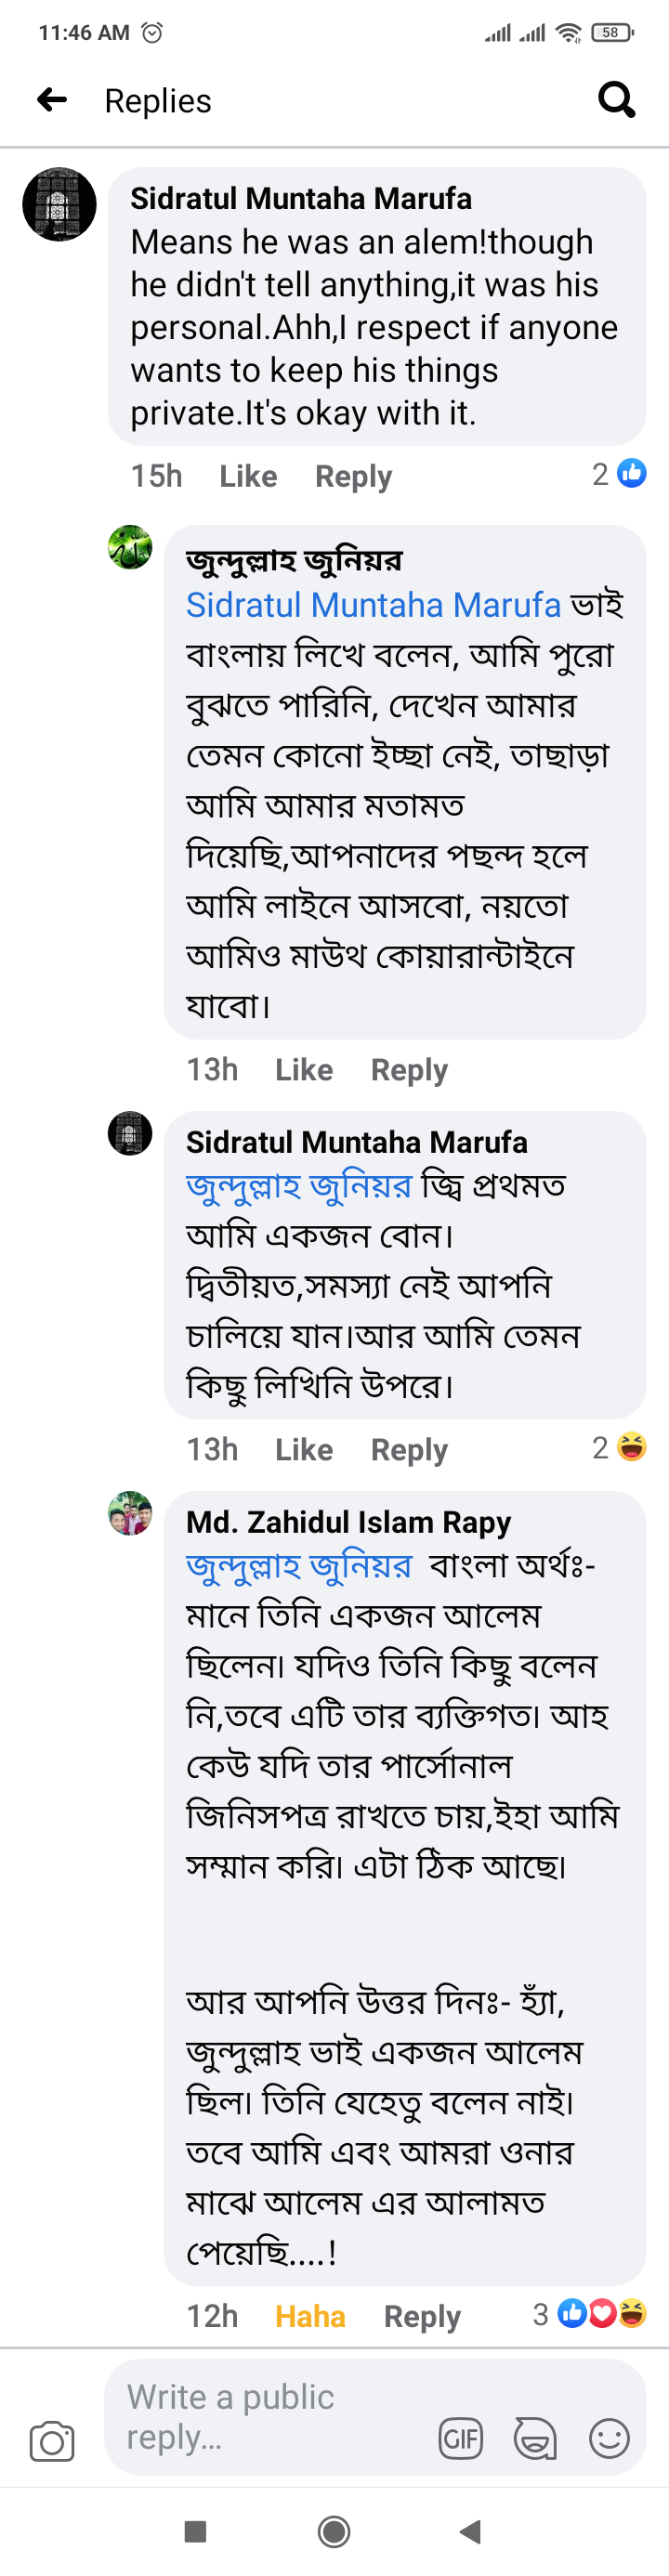 11:46 AM
58
Replies
Sidratul Muntaha Marufa
Means he was an alem!though
he didn't tell anything,it was his
personal.Ahh,I respect if anyone
wants to keep his things
private.It's okay with it.
15h Like Reply 2
জুন্দুল্লাহ জুনিয়র
Sidratul Muntaha Marufa ভাই
বাংলায় লিখে বলেন, আমি পুরো
বুঝতে পারিনি, দেখেন আমার
তেমন কোনো ইচ্ছা নেই, তাছাড়া
আমি আমার মতামত
দিয়েছি,আপনাদের পছন্দ হলে
আমি লাইনে আসবো, নয়তো
আমিও মাউথ কোয়ারান্টাইনে
যাবো।
13h Like Reply
Sidratul Muntaha Marufa
জুন্দুল্লাহ জুনিয়র জ্বি প্রথমত
আমি একজন বোন।
দ্বিতীয়ত,সমস্যা নেই আপনি
চালিয়ে যান।আর আমি তেমন
কিছু লিখিনি উপরে।
13h Like Reply 2
Md. Zahidul Islam Rapy
জুন্দুল্লাহ জুনিয়র বাংলা অর্থঃ-
মানে তিনি একজন আলেম
ছিলেন। যদিও তিনি কিছু বলেন
নি,তবে এটি তার ব্যক্তিগত। আহ
কেউ যদি তার পার্সোনাল
জিনিসপত্র রাখতে চায়,ইহা আমি
সম্মান করি। এটা ঠিক আছে।
আর আপনি উত্তর দিনঃ- হ্যাঁ,
জুন্দুল্লাহ ভাই একজন আলেম
ছিল। তিনি যেহেতু বলেন নাই।
তবে আমি এবং আমরা ওনার
মাঝে আলেম এর আলামত
পেয়েছি....!
12h Haha Reply 3
Write a public
reply...
GIF